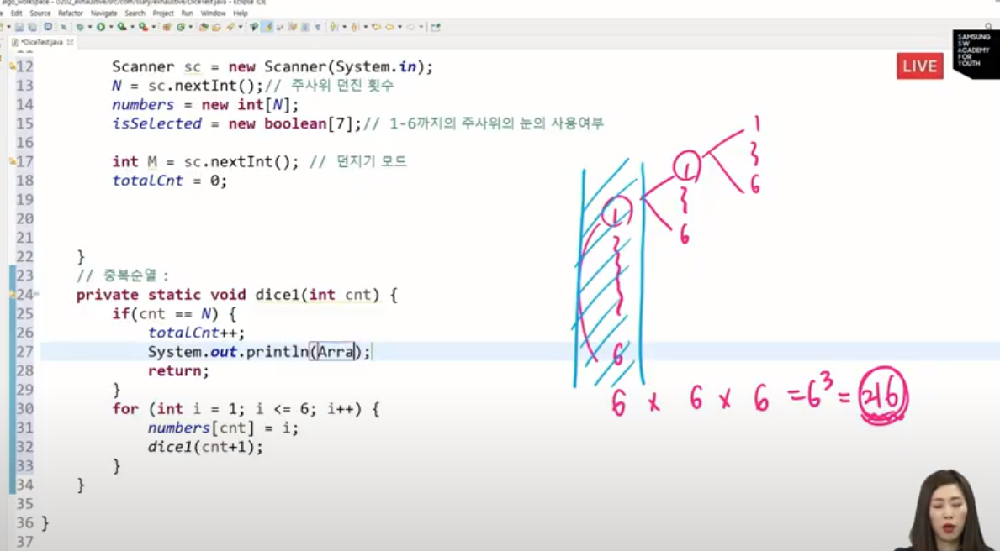 algo_workspace - 0202_exhaustive/src/com/ssafy/exhaustive/DiceTest.java - Eclipse IDE
Edit Source Refactor Navigate Search Project Run Window Help
*DiceTest.java
12 Scanner sc = new Scanner(System.in);
13 N = sc.nextInt();// 주사위 던진 횟수
14 numbers = new int[N];
15 isSelected = new boolean[7];// 1-6까지의 주사위의 눈의 사용여부
16
17 int M = sc.nextInt(); // 던지기 모드
18 totalCnt = 0;
19
20
21
22 }
23 // 중복순열 :
24 private static void dice1(int cnt) {
25 if(cnt == N) {
26 totalCnt++;
27 System.out.println(Arra);
28 return;
29 }
30 for (int i = 1; i <= 6; i++) {
31 numbers[cnt] = i;
32 dice1(cnt+1);
33 }
34 }
35
36 }
37
LIVE
SAMSUNG
SW
ACADEMY
FOR
YOUTH
1
6
1
6
1
6
6 x 6 x 6 = 6³ = 216